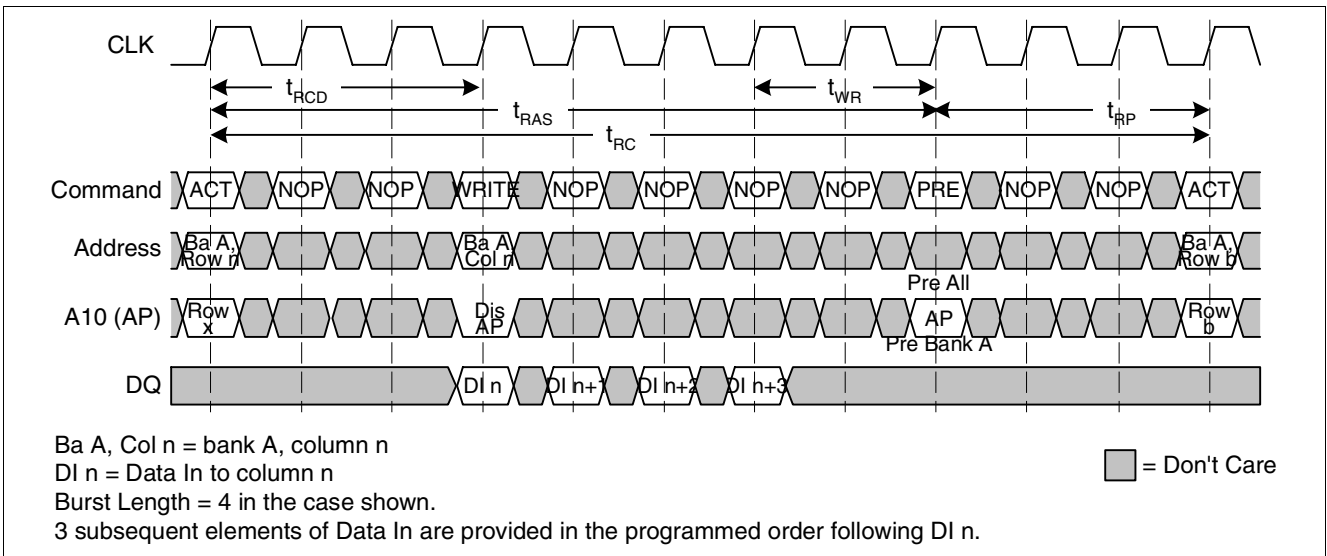 CLK
tRCD
tWR
tRAS
tRP
tRC
Command ACT NOP NOP WRITE NOP NOP NOP NOP PRE NOP NOP ACT
Address Ba A, Row n Ba A, Col n Ba A, Row b
Pre All
A10 (AP) Row x Dis AP AP Row b
Pre Bank A
DQ DI n DI n+1 DI n+2 DI n+3
Ba A, Col n = bank A, column n
DI n = Data In to column n
Burst Length = 4 in the case shown.
3 subsequent elements of Data In are provided in the programmed order following DI n.
= Don't Care